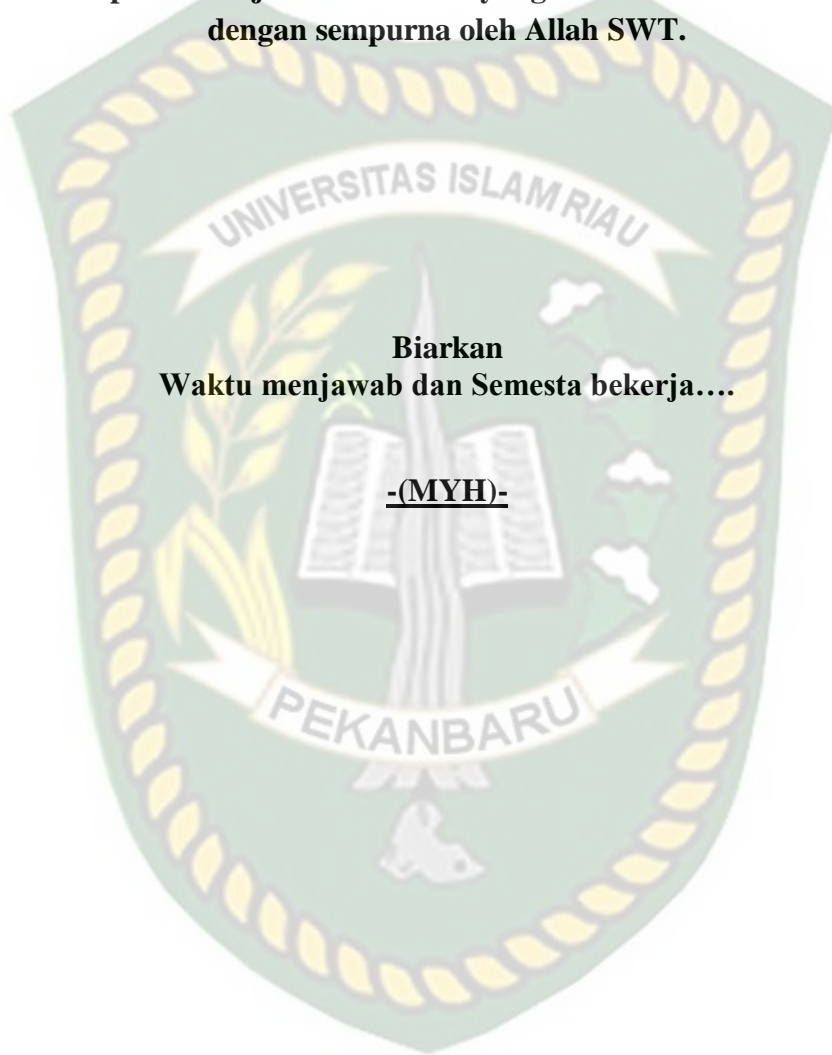 dengan sempurna oleh Allah SWT.
UNIVERSITAS ISLAM RIAU
Biarkan
Waktu menjawab dan Semesta bekerja….
-(MYH)-
PEKANBARU